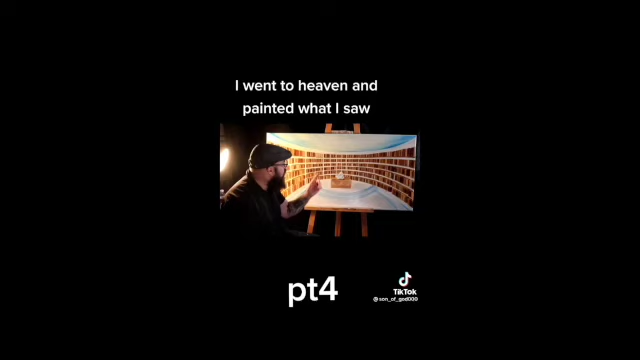 I went to heaven and
painted what I saw
pt4
TikTok
@son_of_god000